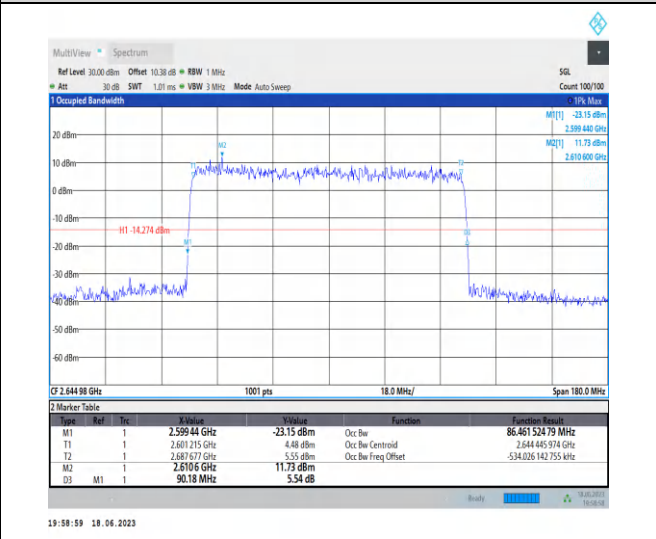 MultiView Spectrum
Ref Level 30.00 dBm Offset 10.38 dB RBW 1 MHz SGL
Att 30 dB SWT 1.01 ms VBW 3 MHz Mode Auto Sweep Count 100/100
1 Occupied Bandwidth 1Pk Max
M1[1] -23.15 dBm
2.599 440 GHz
M2[1] 11.73 dBm
2.610 600 GHz
20 dBm
M2
10 dBm
T1
T2
0 dBm
-10 dBm
H1 -14.274 dBm
-20 dBm
M1
-30 dBm
-40 dBm
-50 dBm
-60 dBm
CF 2.644 98 GHz 1001 pts 18.0 MHz/ Span 180.0 MHz
2 Marker Table
Type Ref Trc X-Value Y-Value Function Function Result
M1 1 2.599 44 GHz -23.15 dBm Occ Bw 86.461 524 79 MHz
T1 1 2.601 215 GHz 4.48 dBm Occ Bw Centroid 2.644 445 974 GHz
T2 1 2.687 677 GHz 5.55 dBm Occ Bw Freq Offset -534.026 142 755 kHz
M2 1 2.610 6 GHz 11.73 dBm
D3 M1 1 90.18 MHz 5.54 dB
Ready 18.06.2023
19:58:58
19:58:59 18.06.2023